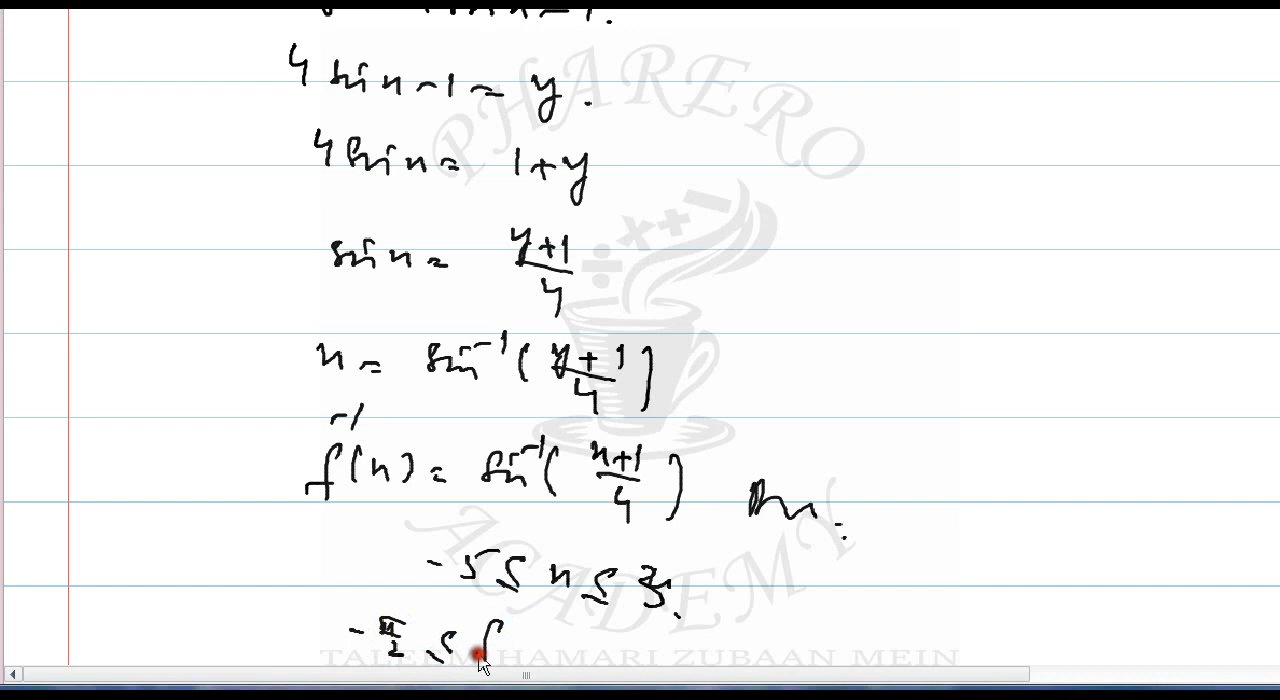 4 sin x - 1 = y.
4 sin x = 1 + y
sin x = (y+1)/4
x = sin⁻¹(y+1/4)
f⁻¹(x) = sin⁻¹(x+1/4) Ans.
-5 ≤ x ≤ 3.
-π/2 ≤ f
PHARERO
ACADEMY
TALEEM HAMARI ZUBAAN MEIN